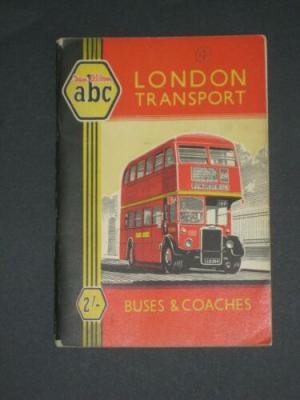 Ian Allan
abc
LONDON
TRANSPORT
2/-
BUSES & COACHES